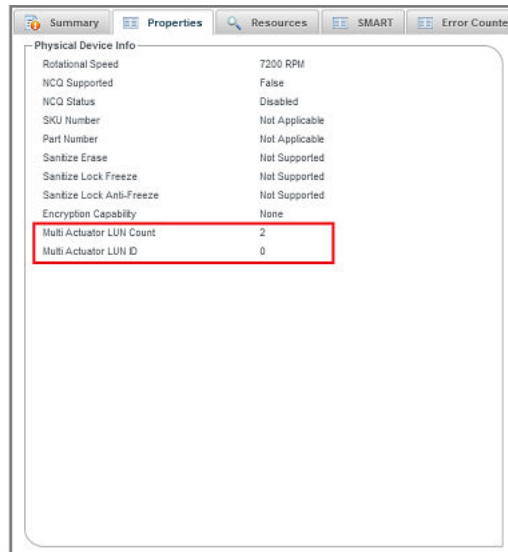 Summary Properties Resources SMART Error Counte
Physical Device Info
Rotational Speed 7200 RPM
NCQ Supported False
NCQ Status Disabled
SKU Number Not Applicable
Part Number Not Applicable
Sanitize Erase Not Supported
Sanitize Lock Freeze Not Supported
Sanitize Lock Anti-Freeze Not Supported
Encryption Capability None
Multi Actuator LUN Count 2
Multi Actuator LUN ID 0